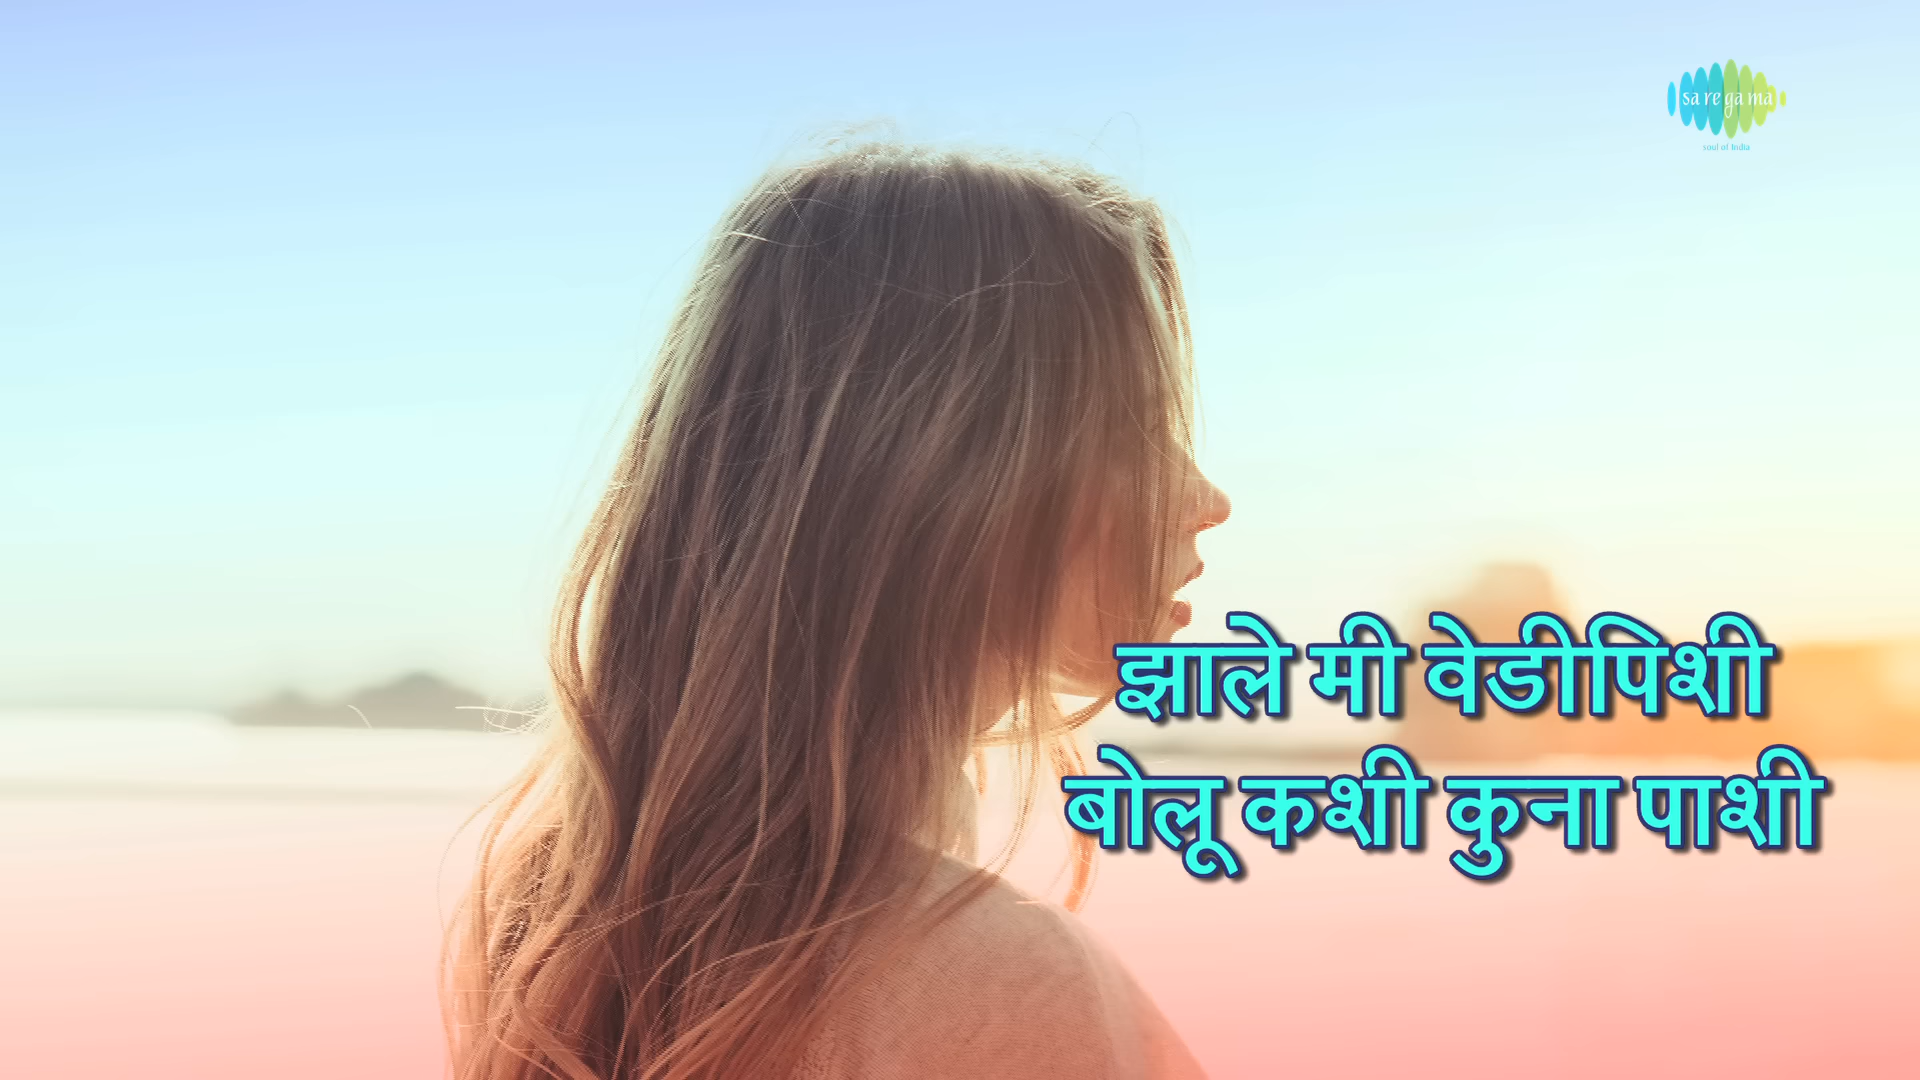 sa re ga ma
soul of India
झाले मी वेडीपिशी
बोलू कशी कुना पाशी